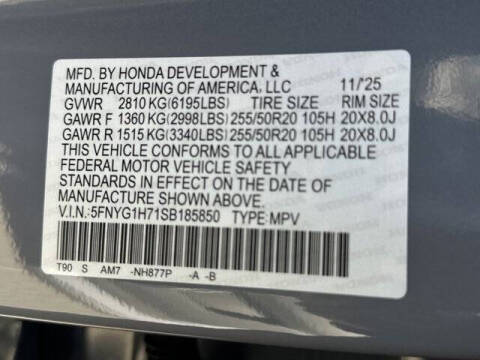 MFD. BY HONDA DEVELOPMENT &
MANUFACTURING OF AMERICA, LLC 11/25
GVWR 2810 KG(6195LBS) TIRE SIZE RIM SIZE
GAWR F 1360 KG(2998LBS) 255/50R20 105H 20X8.0J
GAWR R 1515 KG(3340LBS) 255/50R20 105H 20X8.0J
THIS VEHICLE CONFORMS TO ALL APPLICABLE
FEDERAL MOTOR VEHICLE SAFETY
STANDARDS IN EFFECT ON THE DATE OF
MANUFACTURE SHOWN ABOVE.
V.I.N.:5FNYG1H71SB185850 TYPE:MPV
T90 S AM7 -NH877P -A -B